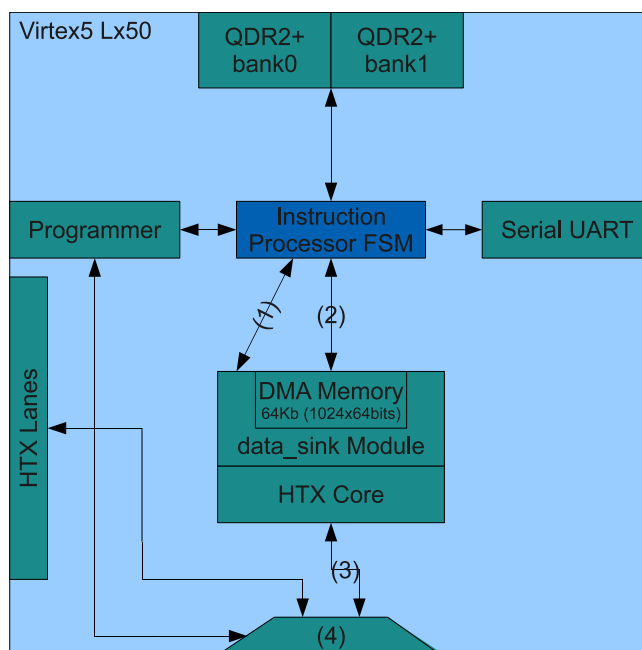 Virtex5 Lx50
QDR2+
bank0
QDR2+
bank1
Programmer
Instruction
Processor FSM
Serial UART
(1)
(2)
HTX Lanes
DMA Memory
64Kb (1024x64bits)
data_sink Module
HTX Core
(3)
(4)